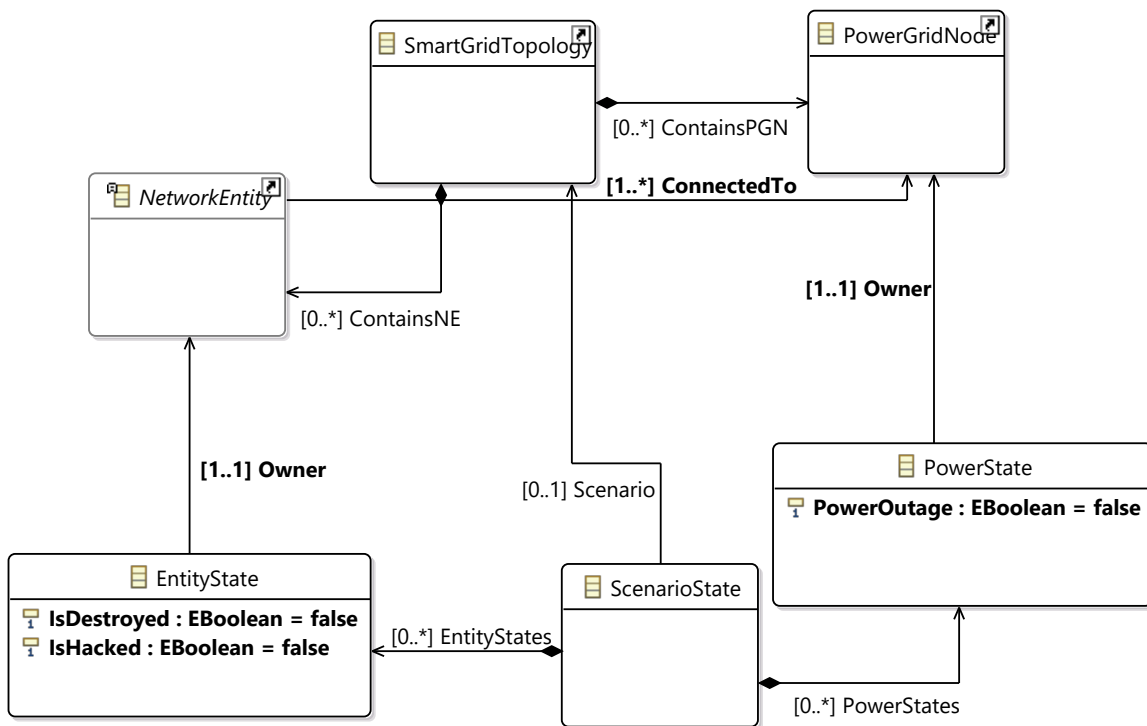 SmartGridTopology
PowerGridNode
[0..*] ContainsPGN
NetworkEntity
[1..*] ConnectedTo
[0..*] ContainsNE
[1..1] Owner
[1..1] Owner
[0..1] Scenario
PowerState
PowerOutage : EBoolean = false
EntityState
IsDestroyed : EBoolean = false
IsHacked : EBoolean = false
ScenarioState
[0..*] EntityStates
[0..*] PowerStates